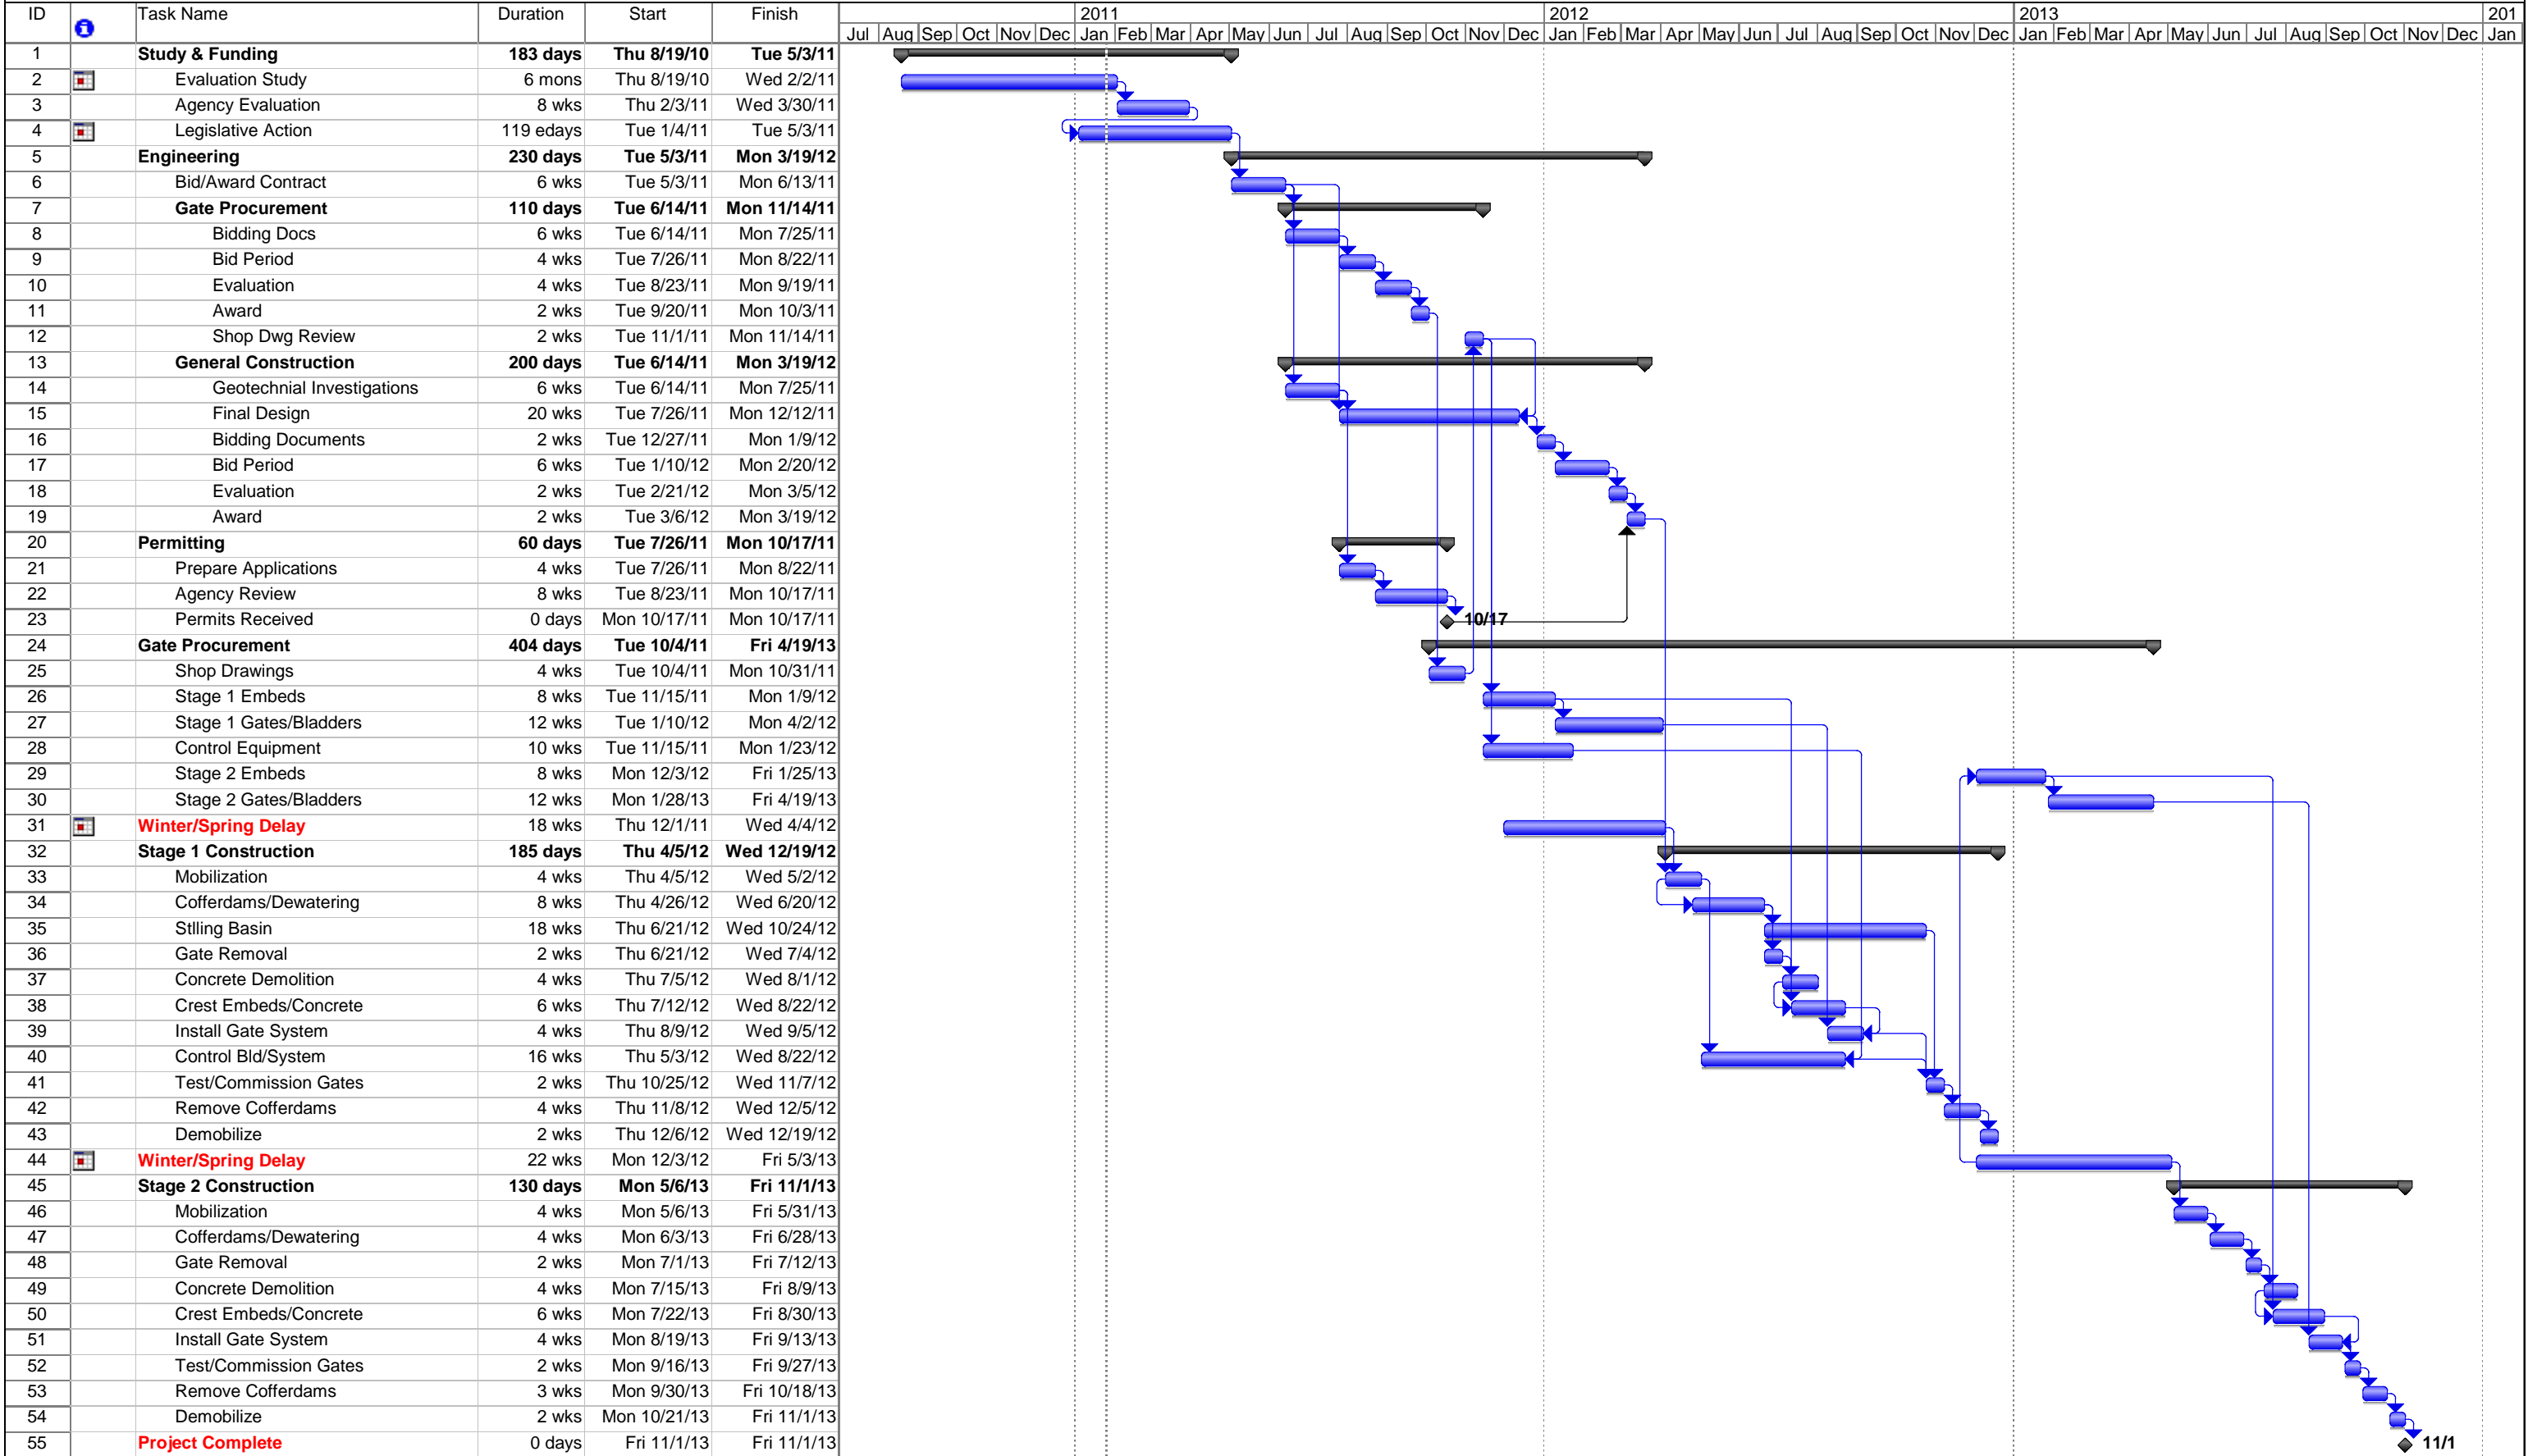 ID Task Name Duration Start Finish 2011 2012 2013 201
Jul Aug Sep Oct Nov Dec Jan Feb Mar Apr May Jun Jul Aug Sep Oct Nov Dec Jan Feb Mar Apr May Jun Jul Aug Sep Oct Nov Dec Jan Feb Mar Apr May Jun Jul Aug Sep Oct Nov Dec Jan
1 Study & Funding 183 days Thu 8/19/10 Tue 5/3/11
2 Evaluation Study 6 mons Thu 8/19/10 Wed 2/2/11
3 Agency Evaluation 8 wks Thu 2/3/11 Wed 3/30/11
4 Legislative Action 119 edays Tue 1/4/11 Tue 5/3/11
5 Engineering 230 days Tue 5/3/11 Mon 3/19/12
6 Bid/Award Contract 6 wks Tue 5/3/11 Mon 6/13/11
7 Gate Procurement 110 days Tue 6/14/11 Mon 11/14/11
8 Bidding Docs 6 wks Tue 6/14/11 Mon 7/25/11
9 Bid Period 4 wks Tue 7/26/11 Mon 8/22/11
10 Evaluation 4 wks Tue 8/23/11 Mon 9/19/11
11 Award 2 wks Tue 9/20/11 Mon 10/3/11
12 Shop Dwg Review 2 wks Tue 11/1/11 Mon 11/14/11
13 General Construction 200 days Tue 6/14/11 Mon 3/19/12
14 Geotechnial Investigations 6 wks Tue 6/14/11 Mon 7/25/11
15 Final Design 20 wks Tue 7/26/11 Mon 12/12/11
16 Bidding Documents 2 wks Tue 12/27/11 Mon 1/9/12
17 Bid Period 6 wks Tue 1/10/12 Mon 2/20/12
18 Evaluation 2 wks Tue 2/21/12 Mon 3/5/12
19 Award 2 wks Tue 3/6/12 Mon 3/19/12
20 Permitting 60 days Tue 7/26/11 Mon 10/17/11
21 Prepare Applications 4 wks Tue 7/26/11 Mon 8/22/11
22 Agency Review 8 wks Tue 8/23/11 Mon 10/17/11
23 Permits Received 0 days Mon 10/17/11 Mon 10/17/11 10/17
24 Gate Procurement 404 days Tue 10/4/11 Fri 4/19/13
25 Shop Drawings 4 wks Tue 10/4/11 Mon 10/31/11
26 Stage 1 Embeds 8 wks Tue 11/15/11 Mon 1/9/12
27 Stage 1 Gates/Bladders 12 wks Tue 1/10/12 Mon 4/2/12
28 Control Equipment 10 wks Tue 11/15/11 Mon 1/23/12
29 Stage 2 Embeds 8 wks Mon 12/3/12 Fri 1/25/13
30 Stage 2 Gates/Bladders 12 wks Mon 1/28/13 Fri 4/19/13
31 Winter/Spring Delay 18 wks Thu 12/1/11 Wed 4/4/12
32 Stage 1 Construction 185 days Thu 4/5/12 Wed 12/19/12
33 Mobilization 4 wks Thu 4/5/12 Wed 5/2/12
34 Cofferdams/Dewatering 8 wks Thu 4/26/12 Wed 6/20/12
35 Stlling Basin 18 wks Thu 6/21/12 Wed 10/24/12
36 Gate Removal 2 wks Thu 6/21/12 Wed 7/4/12
37 Concrete Demolition 4 wks Thu 7/5/12 Wed 8/1/12
38 Crest Embeds/Concrete 6 wks Thu 7/12/12 Wed 8/22/12
39 Install Gate System 4 wks Thu 8/9/12 Wed 9/5/12
40 Control Bld/System 16 wks Thu 5/3/12 Wed 8/22/12
41 Test/Commission Gates 2 wks Thu 10/25/12 Wed 11/7/12
42 Remove Cofferdams 4 wks Thu 11/8/12 Wed 12/5/12
43 Demobilize 2 wks Thu 12/6/12 Wed 12/19/12
44 Winter/Spring Delay 22 wks Mon 12/3/12 Fri 5/3/13
45 Stage 2 Construction 130 days Mon 5/6/13 Fri 11/1/13
46 Mobilization 4 wks Mon 5/6/13 Fri 5/31/13
47 Cofferdams/Dewatering 4 wks Mon 6/3/13 Fri 6/28/13
48 Gate Removal 2 wks Mon 7/1/13 Fri 7/12/13
49 Concrete Demolition 4 wks Mon 7/15/13 Fri 8/9/13
50 Crest Embeds/Concrete 6 wks Mon 7/22/13 Fri 8/30/13
51 Install Gate System 4 wks Mon 8/19/13 Fri 9/13/13
52 Test/Commission Gates 2 wks Mon 9/16/13 Fri 9/27/13
53 Remove Cofferdams 3 wks Mon 9/30/13 Fri 10/18/13
54 Demobilize 2 wks Mon 10/21/13 Fri 11/1/13
55 Project Complete 0 days Fri 11/1/13 Fri 11/1/13 11/1